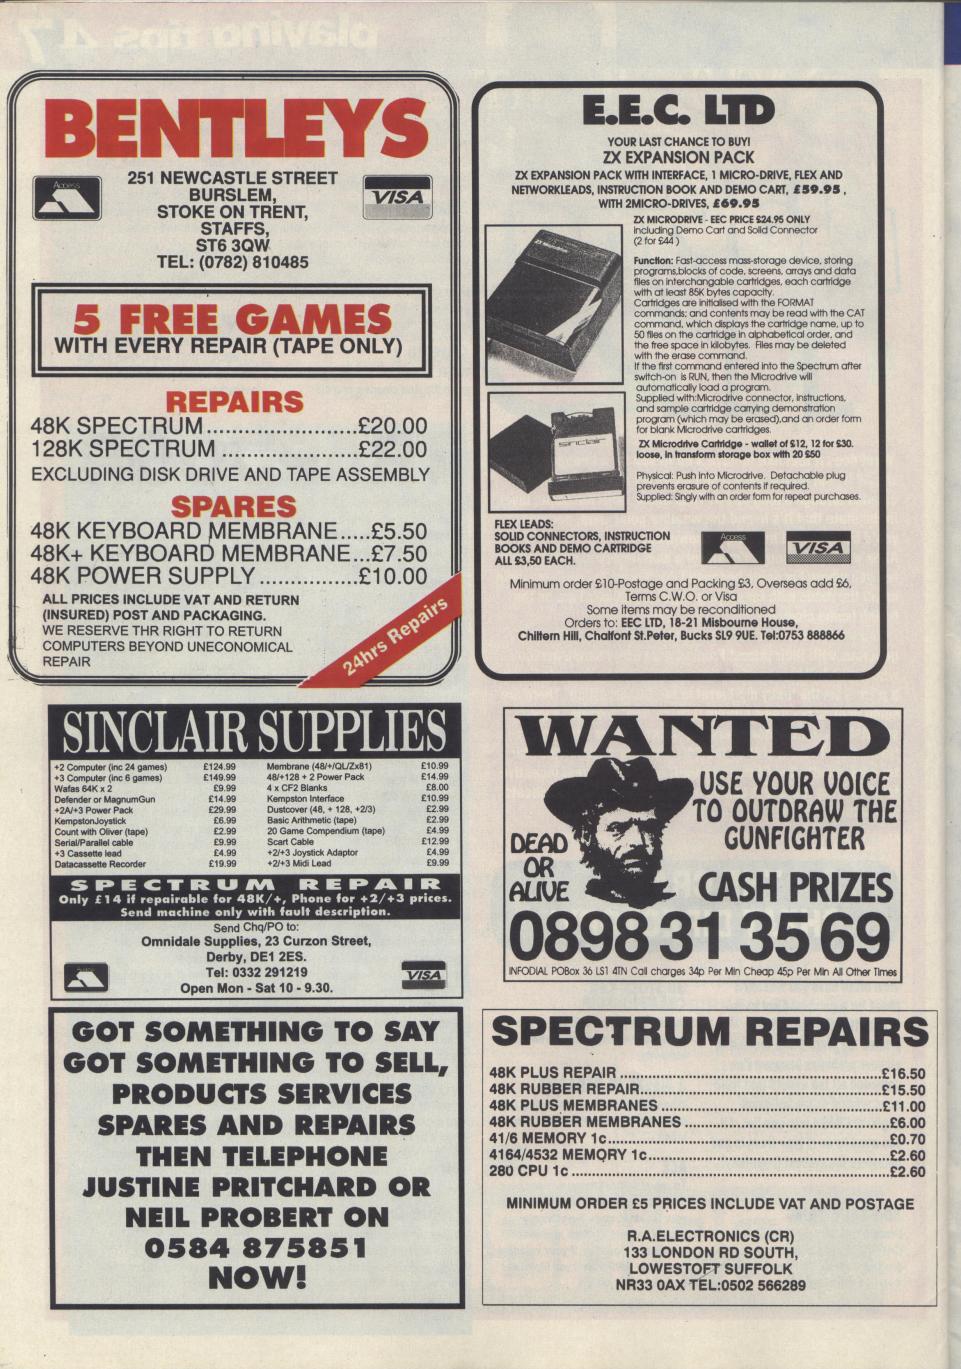 playing tips 47
BENTLEYS
Access
VISA
251 NEWCASTLE STREET
BURSLEM,
STOKE ON TRENT,
STAFFS,
ST6 3QW
TEL: (0782) 810485
5 FREE GAMES
WITH EVERY REPAIR (TAPE ONLY)
REPAIRS
48K SPECTRUM........................£20.00
128K SPECTRUM .....................£22.00
EXCLUDING DISK DRIVE AND TAPE ASSEMBLY
SPARES
48K KEYBOARD MEMBRANE.....£5.50
48K+ KEYBOARD MEMBRANE...£7.50
48K POWER SUPPLY................£10.00
ALL PRICES INCLUDE VAT AND RETURN
(INSURED) POST AND PACKAGING.
WE RESERVE THR RIGHT TO RETURN
COMPUTERS BEYOND UNECONOMICAL
REPAIR
24hrs Repairs
E.E.C. LTD
YOUR LAST CHANCE TO BUY!
ZX EXPANSION PACK
ZX EXPANSION PACK WITH INTERFACE, 1 MICRO-DRIVE, FLEX AND
NETWORKLEADS, INSTRUCTION BOOK AND DEMO CART, £59.95 ,
WITH 2MICRO-DRIVES, £69.95
ZX MICRODRIVE - EEC PRICE £24.95 ONLY
including Demo Cart and Solid Connector
(2 for £44 )
Function: Fast-access mass-storage device, storing
programs,blocks of code, screens, arrays and data
files on interchangable cartridges, each cartridge
with at least 85K bytes capacity.
Cartridges are initialised with the FORMAT
commands; and contents may be read with the CAT
command, which displays the cartridge name, up to
50 files on the cartridge in alphabetical order, and
the free space in kilobytes. Files may be deleted
with the erase command.
If the first command entered into the Spectrum after
switch-on is RUN, then the Microdrive will
automatically load a program.
Supplied with:Microdrive connector, instructions,
and sample cartridge carrying demonstration
program (which may be erased),and an order form
for blank Microdrive cartridges.
sinclair
ZX Microdrive Cartridge - wallet of £12, 12 for £30.
loose, in transform storage box with 20 £50
Physical: Push into Microdrive. Detachable plug
prevents erasure of contents if required.
Supplied: Singly with an order form for repeat purchases.
FLEX LEADS:
SOLID CONNECTORS, INSTRUCTION
BOOKS AND DEMO CARTRIDGE
ALL £3,50 EACH.
Access
VISA
Minimum order £10-Postage and Packing £3, Overseas add £6,
Terms C.W.O. or Visa
Some items may be reconditioned
Orders to: EEC LTD, 18-21 Misbourne House,
Chiltern Hill, Chalfont St.Peter, Bucks SL9 9UE. Tel:0753 888866
SINCLAIR SUPPLIES
+2 Computer (inc 24 games) £124.99
+3 Computer (inc 6 games) £149.99
Wafas 64K x 2 £9.99
Defender or MagnumGun £14.99
+2A/+3 Power Pack £29.99
KempstonJoystick £6.99
Count with Oliver (tape) £2.99
Serial/Parallel cable £9.99
+3 Cassette lead £4.99
Datacassette Recorder £19.99
Membrane (48/+/QL/Zx81) £10.99
48/+128 + 2 Power Pack £14.99
4 x CF2 Blanks £8.00
Kempston Interface £10.99
Dustcover (48, + 128, +2/3) £2.99
Basic Arithmetic (tape) £2.99
20 Game Compendium (tape) £4.99
Scart Cable £12.99
+2/+3 Joystick Adaptor £4.99
+2/+3 Midi Lead £9.99
SPECTRUM REPAIR
Only £14 if repairable for 48K/+, Phone for +2/+3 prices.
Send machine only with fault description.
Send Chq/PO to:
Omnidale Supplies, 23 Curzon Street,
Derby, DE1 2ES.
Tel: 0332 291219
Open Mon - Sat 10 - 9.30.
Access
VISA
WANTED
USE YOUR VOICE
TO OUTDRAW THE
GUNFIGHTER
DEAD
OR
ALIVE
CASH PRIZES
0898 31 35 69
INFODIAL POBox 36 LS1 4TN Call charges 34p Per Min Cheap 45p Per Min All Other Times
GOT SOMETHING TO SAY
GOT SOMETHING TO SELL,
PRODUCTS SERVICES
SPARES AND REPAIRS
THEN TELEPHONE
JUSTINE PRITCHARD OR
NEIL PROBERT ON
0584 875851
NOW!
SPECTRUM REPAIRS
48K PLUS REPAIR ........................................£16.50
48K RUBBER REPAIR........................................£15.50
48K PLUS MEMBRANES ........................................£11.00
48K RUBBER MEMBRANES ........................................£6.00
41/6 MEMORY 1c........................................£0.70
4164/4532 MEMORY 1c........................................£2.60
280 CPU 1c ........................................£2.60
MINIMUM ORDER £5 PRICES INCLUDE VAT AND POSTAGE
R.A.ELECTRONICS (CR)
133 LONDON RD SOUTH,
LOWESTOFT SUFFOLK
NR33 0AX TEL:0502 566289